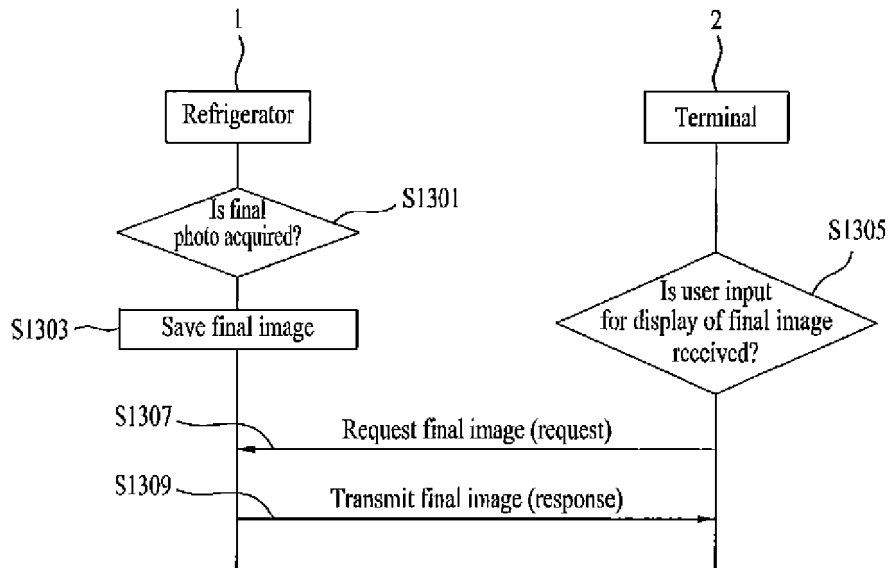 1
2
Refrigerator
Terminal
S1301
Is final
photo acquired?
S1305
Is user input
for display of final image
received?
S1303
Save final image
S1307
Request final image (request)
S1309
Transmit final image (response)